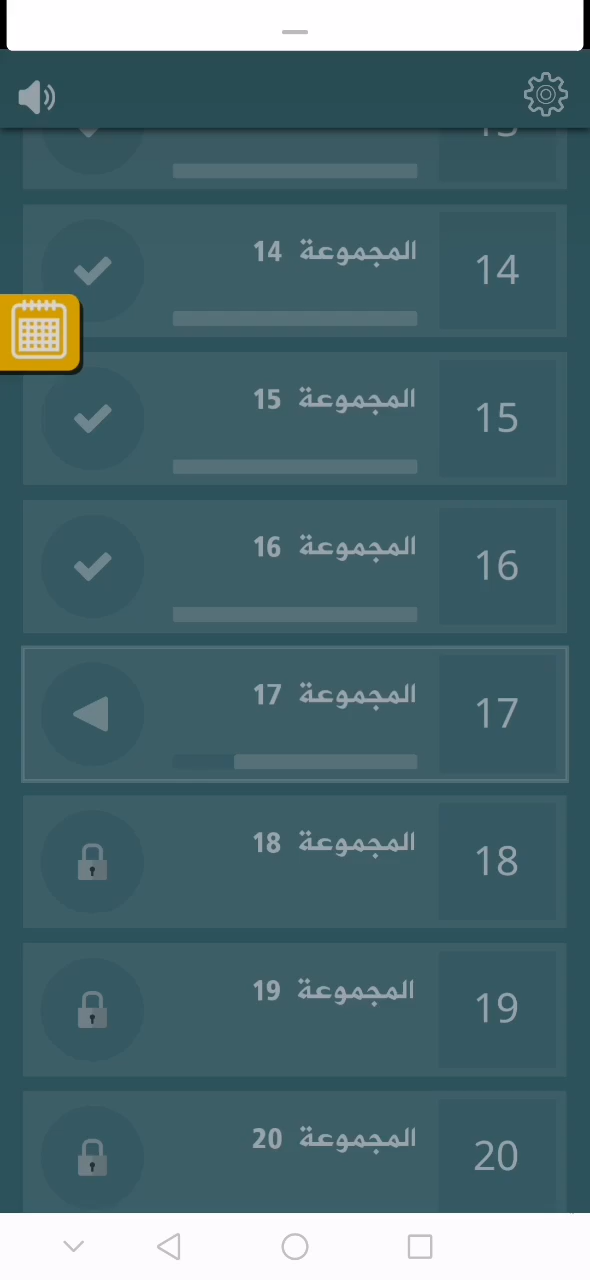 المجموعة 14
14
المجموعة 15
15
المجموعة 16
16
المجموعة 17
17
المجموعة 18
18
المجموعة 19
19
المجموعة 20
20